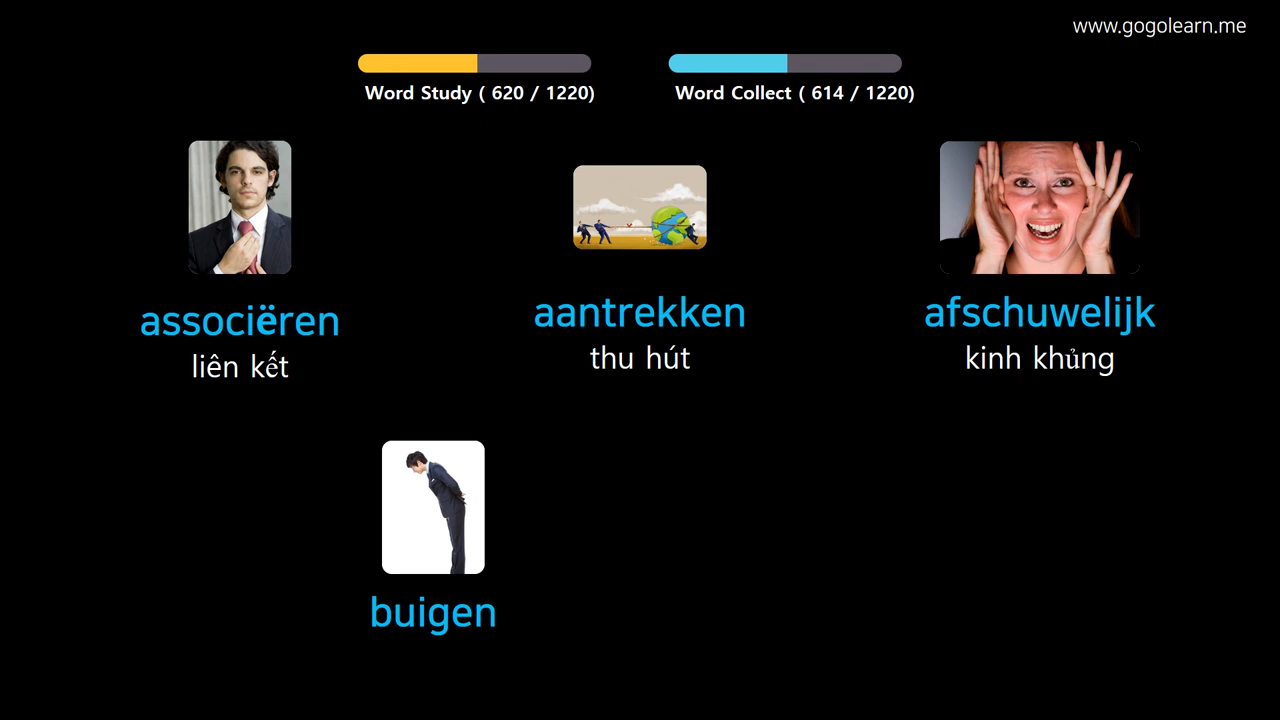 www.gogolearn.me
Word Study ( 620 / 1220)
Word Collect ( 614 / 1220)
associëren
liên kết
aantrekken
thu hút
afschuwelijk
kinh khủng
buigen